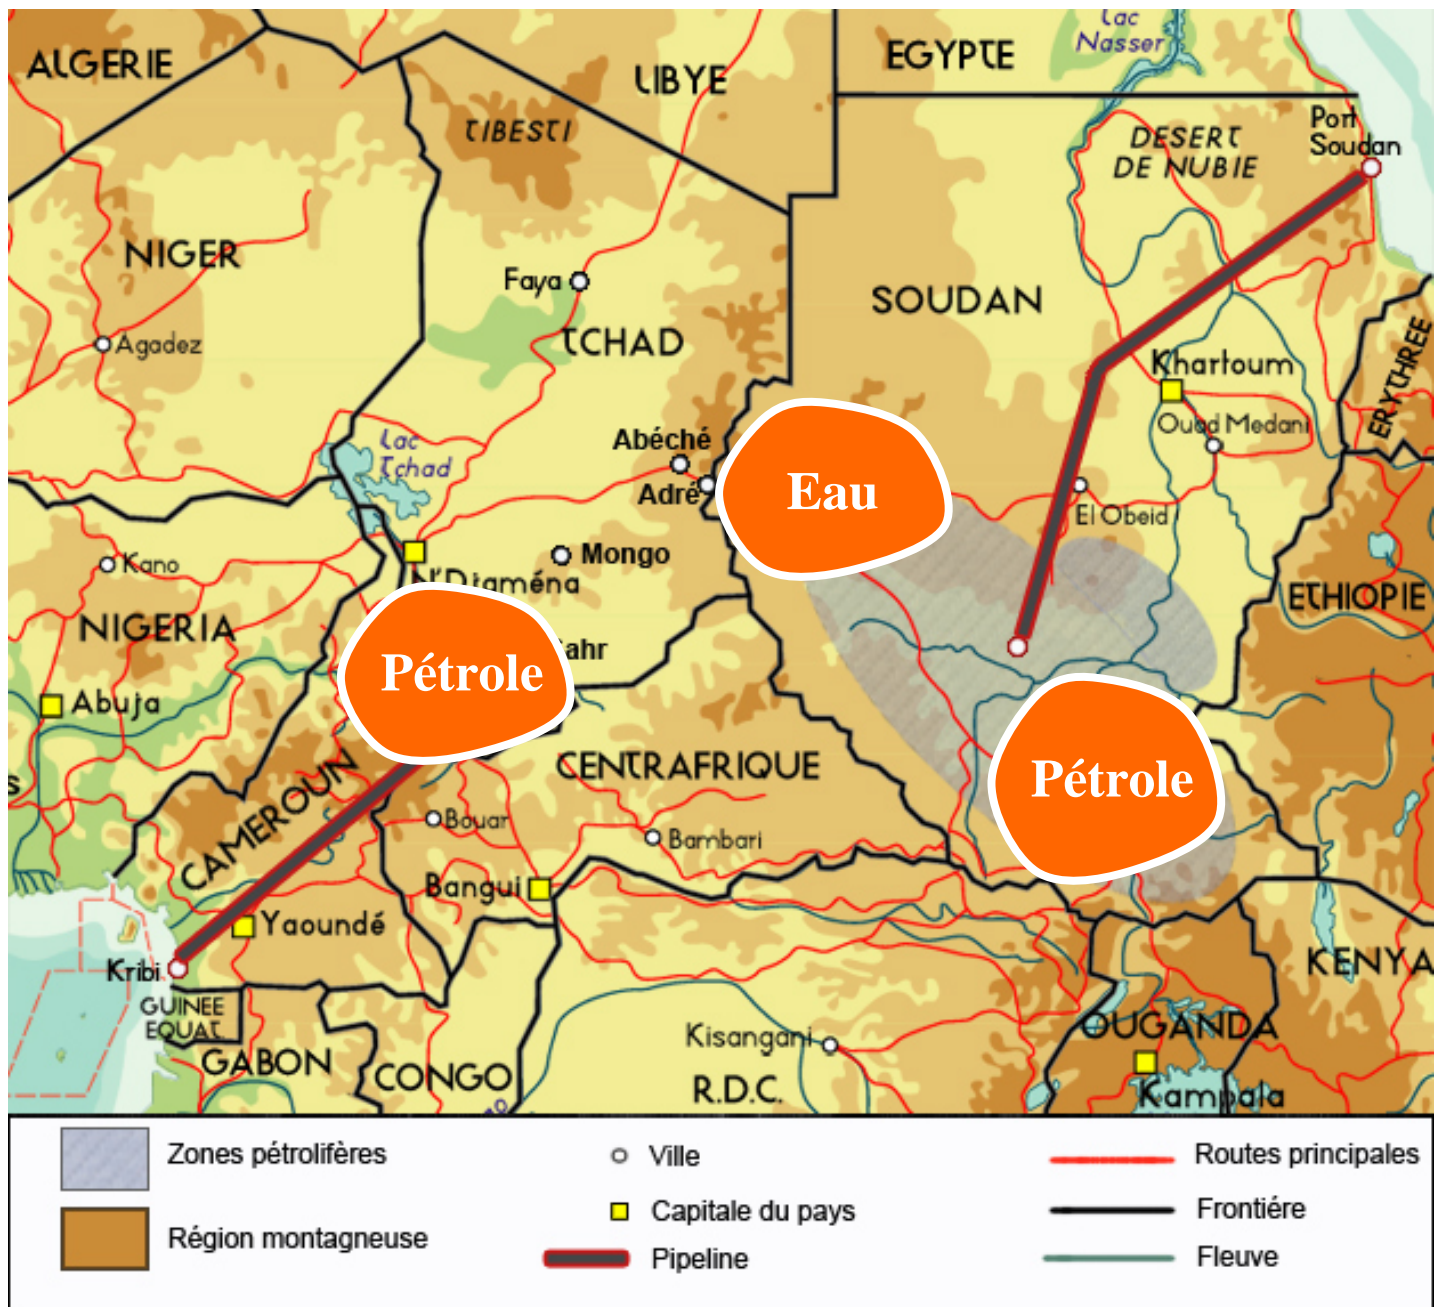 ALGERIE
LIBYE
EGYPTE
Lac
Nasser
TIBESTI
DESERT
DE NUBIE
Port
Soudan
NIGER
Faya
TCHAD
SOUDAN
Agadez
Khartoum
ERYTHREE
Ouad Medani
Lac
Tchad
Abéché
Adré
Eau
El Obeid
Kano
Mongo
N'Djaména
NIGERIA
ETHIOPIE
Pétrole
ahr
Abuja
CENTRAFRIQUE
Pétrole
S
CAMEROUN
Bouar
Bambari
Bangui
Yaoundé
Kribi
KENYA
GUINEE
EQUAT
GABON
CONGO
Kisangani
R.D.C.
OUGANDA
Kampala
Zones pétrolifères
Ville
Routes principales
Région montagneuse
Capitale du pays
Frontiére
Pipeline
Fleuve